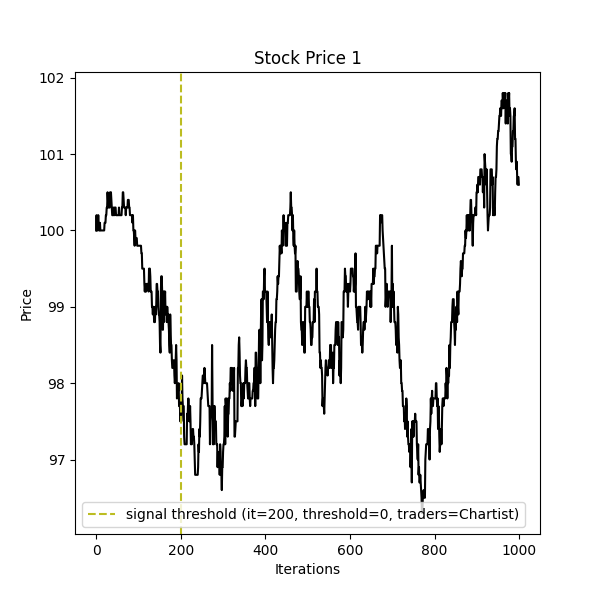 Stock Price 1
102
101
100
99
98
97
Price
signal threshold (it=200, threshold=0, traders=Chartist)
0 200 400 600 800 1000
Iterations